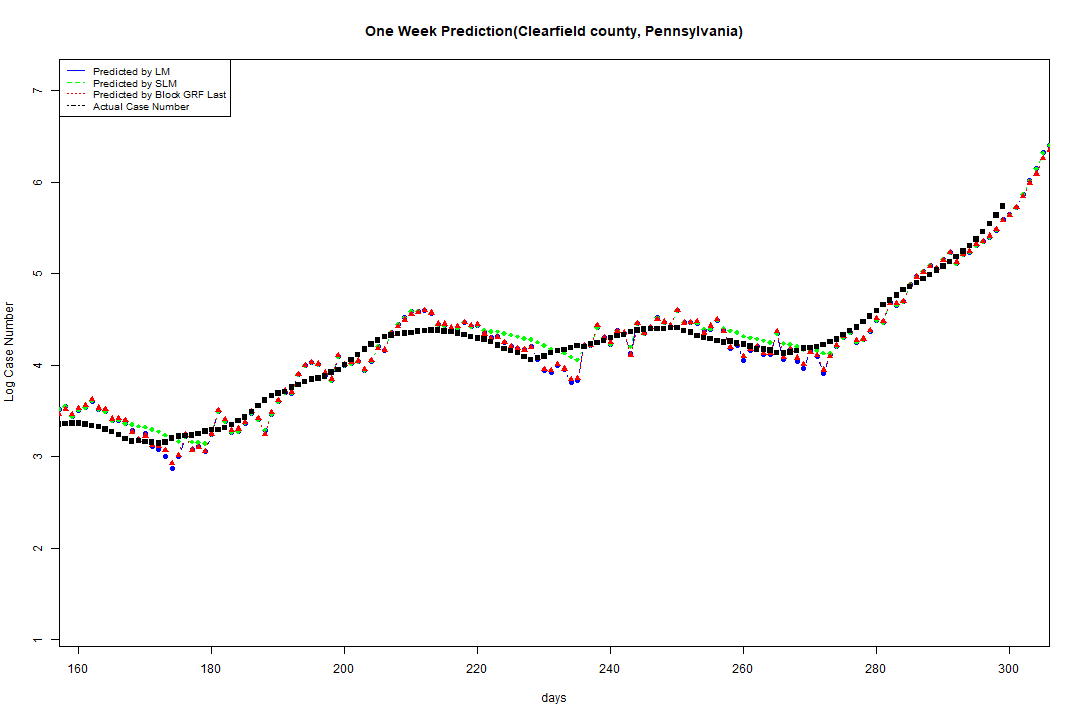 One Week Prediction(Clearfield county, Pennsylvania)
Predicted by LM
Predicted by SLM
Predicted by Block GRF Last
Actual Case Number
7
6
5
4
3
2
1
Log Case Number
160 180 200 220 240 260 280 300
days